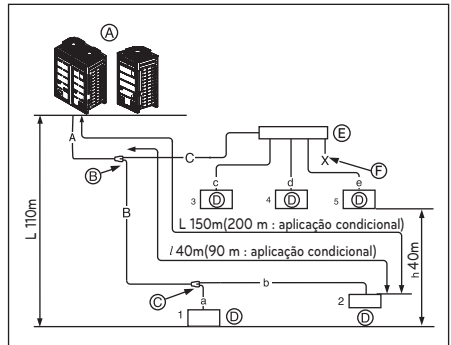 A
A
E
C
X
F
B
c
d
e
3 D
4 D
5 D
B
L 150m(200 m : aplicação condicional)
L 110m
l 40m(90 m : aplicação condicional)
h 40m
b
C
a
2
1 D
D